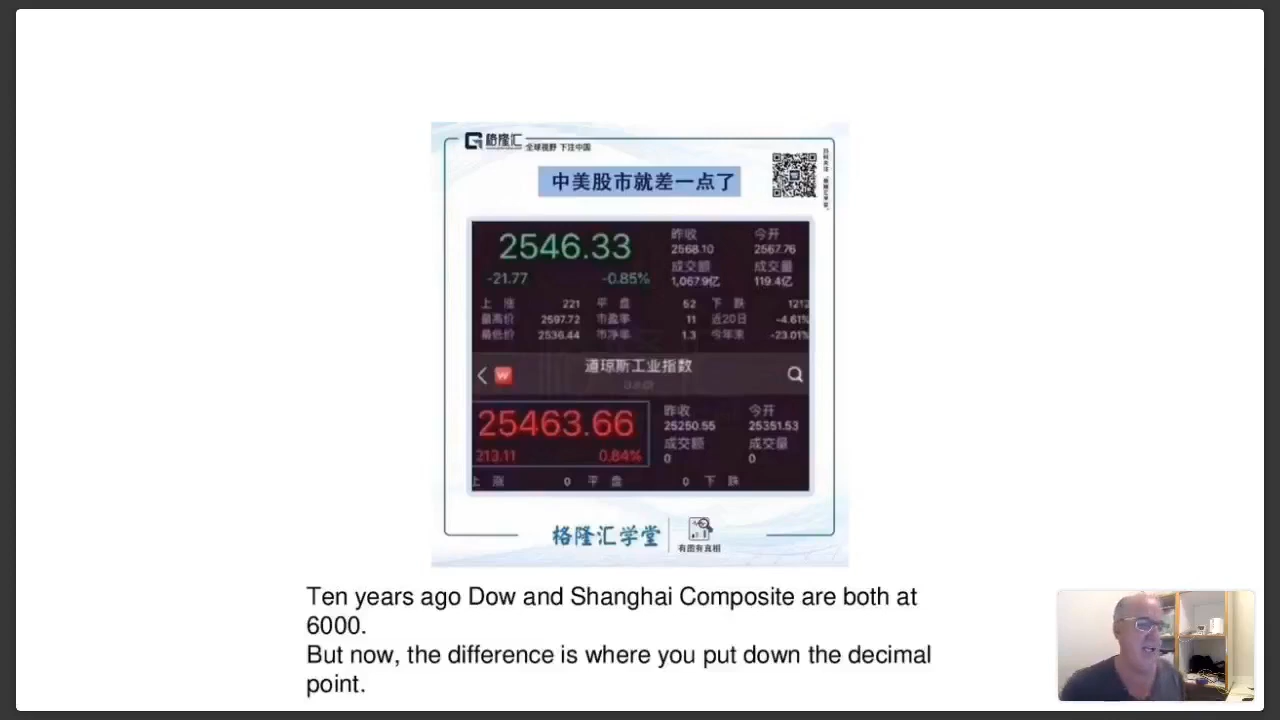 格隆汇
全球视野 下注中国
中美股市就差一点了
2546.33
-21.77 -0.85%
昨收 今开
2568.10 2567.76
成交额 成交量
1,067.9亿 119.4亿
上涨 221 平盘 52 下跌 1212
最高价 2597.72 市盈率 11 近20日 -4.61%
最低价 2536.44 市净率 1.3 今年来 -23.01%
道琼斯工业指数
25463.66
213.11 0.84%
昨收 今开
25250.55 25351.53
成交额 成交量
0 0
上涨 0 平盘 0 下跌
格隆汇学堂
有图有真相
Ten years ago Dow and Shanghai Composite are both at
6000.
But now, the difference is where you put down the decimal
point.